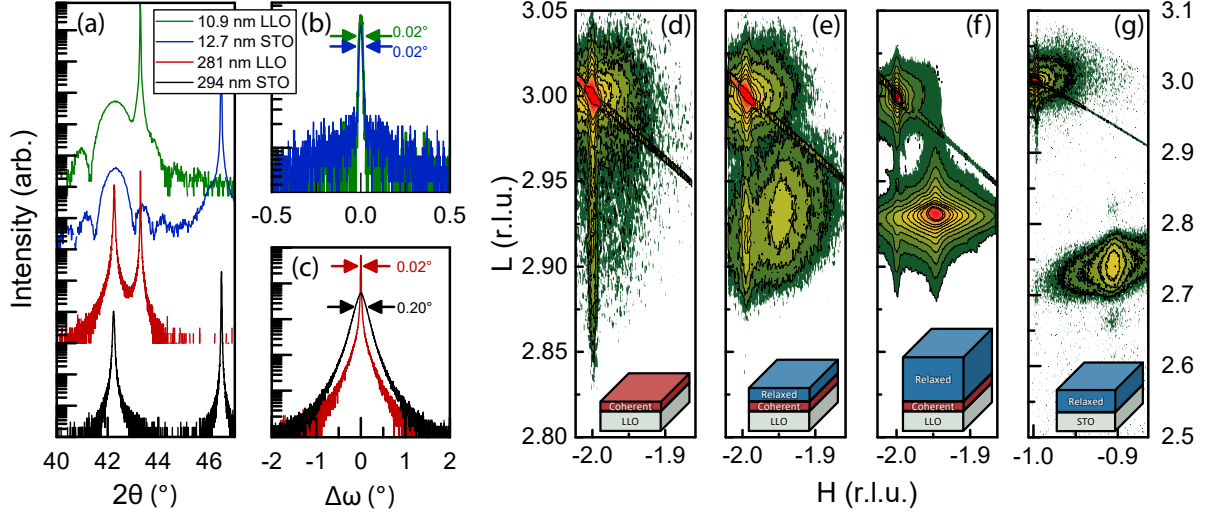 (a)
10.9 nm LLO
12.7 nm STO
281 nm LLO
294 nm STO
Intensity (arb.)
40 42 44 46
2θ (°)
(b)
0.02°
0.02°
-0.5 0.0 0.5
(c)
0.02°
0.20°
-2 -1 0 1 2
Δω (°)
L (r.l.u.)
3.05
3.00
2.95
2.90
2.85
2.80
(d)
Coherent
LLO
-2.0 -1.9
(e)
Relaxed
Coherent
LLO
-2.0 -1.9
(f)
Relaxed
Coherent
LLO
-2.0 -1.9
(g)
Relaxed
STO
-1.0 -0.9
3.1
3.0
2.9
2.8
2.7
2.6
2.5
H (r.l.u.)